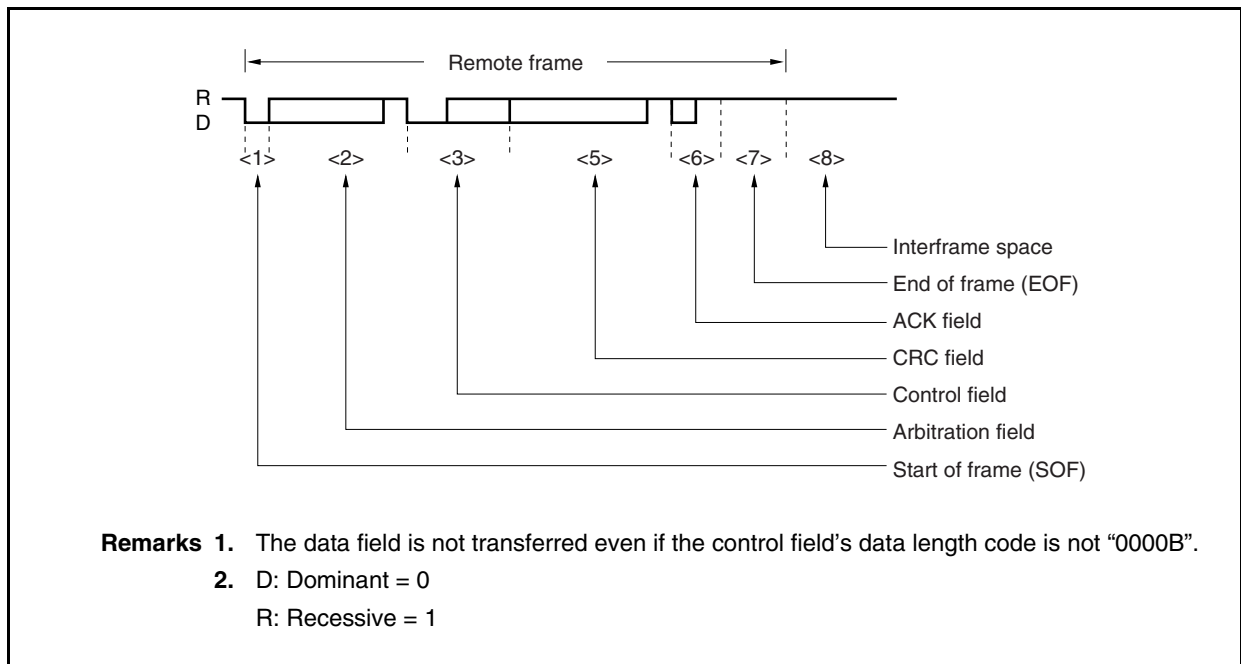 Remote frame
R
D
<1> <2> <3> <5> <6> <7> <8>
Interframe space
End of frame (EOF)
ACK field
CRC field
Control field
Arbitration field
Start of frame (SOF)
Remarks 1. The data field is not transferred even if the control field's data length code is not “0000B”.
2. D: Dominant = 0
R: Recessive = 1